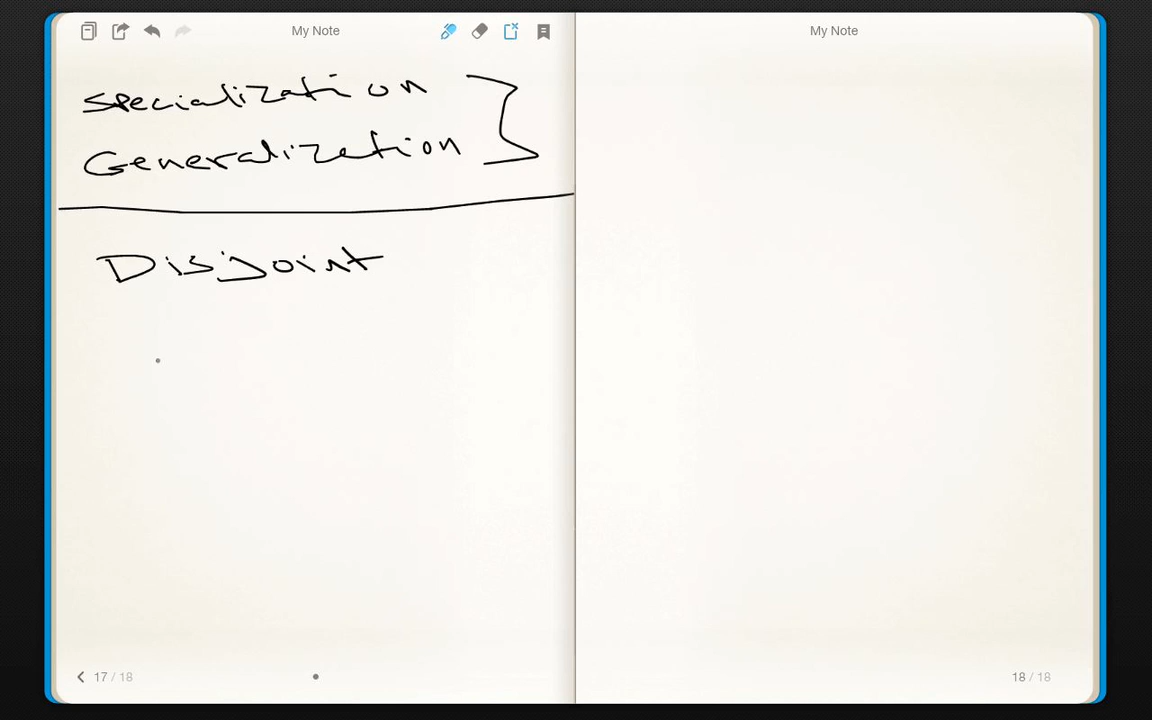 My Note
Specialization
Generalization
Disjoint
17 / 18
My Note
18 / 18